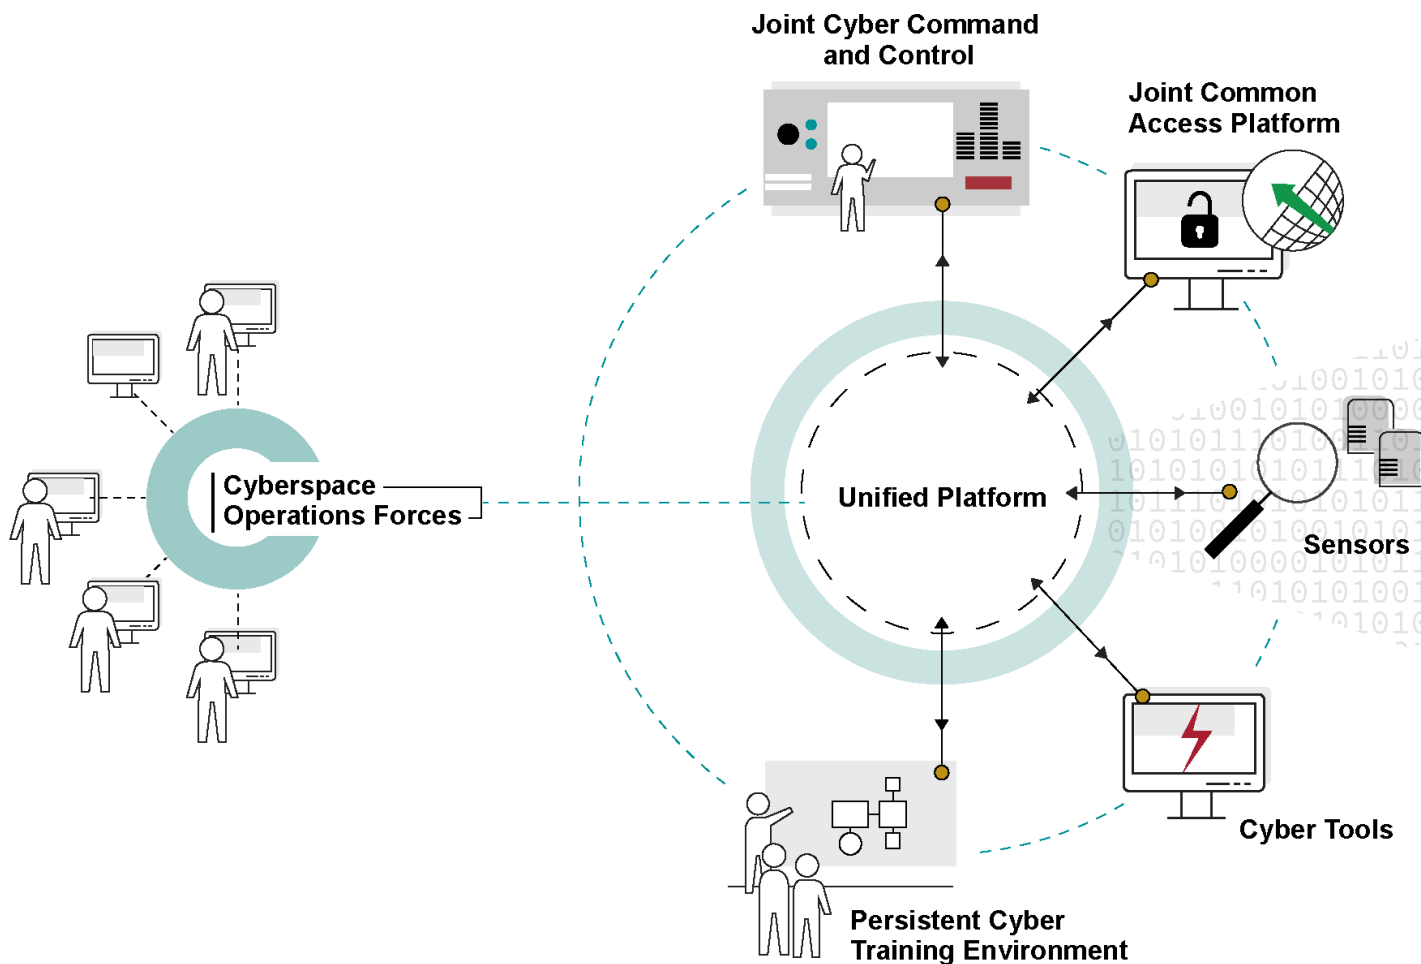 Joint Cyber Command
and Control
Joint Common
Access Platform
Cyberspace
Operations Forces
Unified Platform
Sensors
Cyber Tools
Persistent Cyber
Training Environment